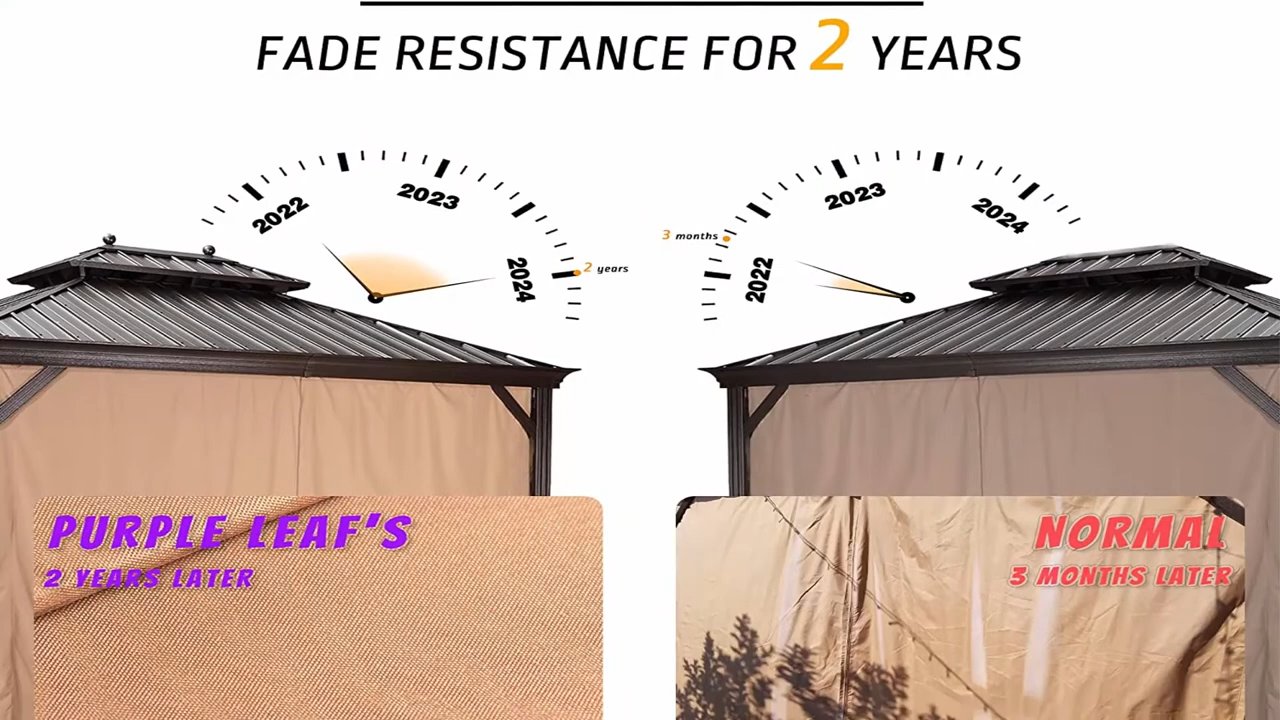 FADE RESISTANCE FOR 2 YEARS
2022
2023
2024
2 years
3 months
2022
2023
2024
PURPLE LEAF'S
2 YEARS LATER
NORMAL
3 MONTHS LATER